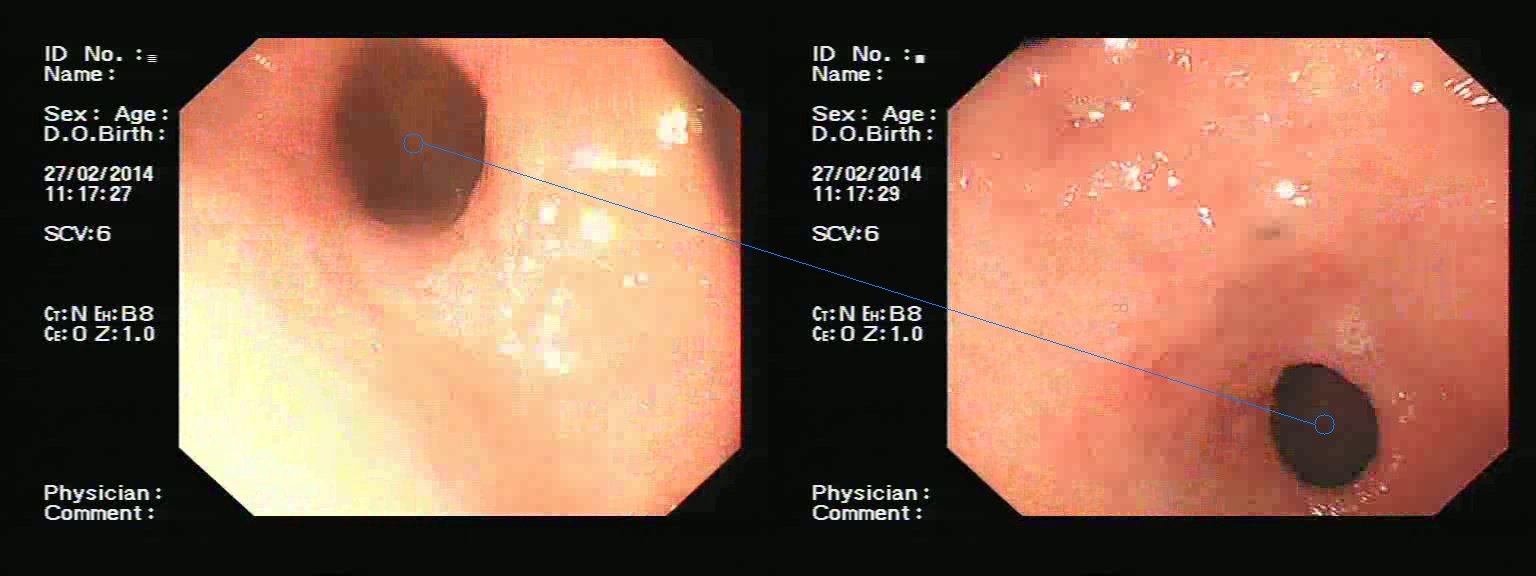 ID No. :
Name:
Sex: Age:
D.O.Birth:
27/02/2014
11:17:27
SCV:6
CT:N EH:B8
CE:0 Z:1.0
Physician:
Comment:
ID No. :
Name:
Sex: Age:
D.O.Birth:
27/02/2014
11:17:29
SCV:6
CT:N EH:B8
CE:0 Z:1.0
Physician:
Comment: